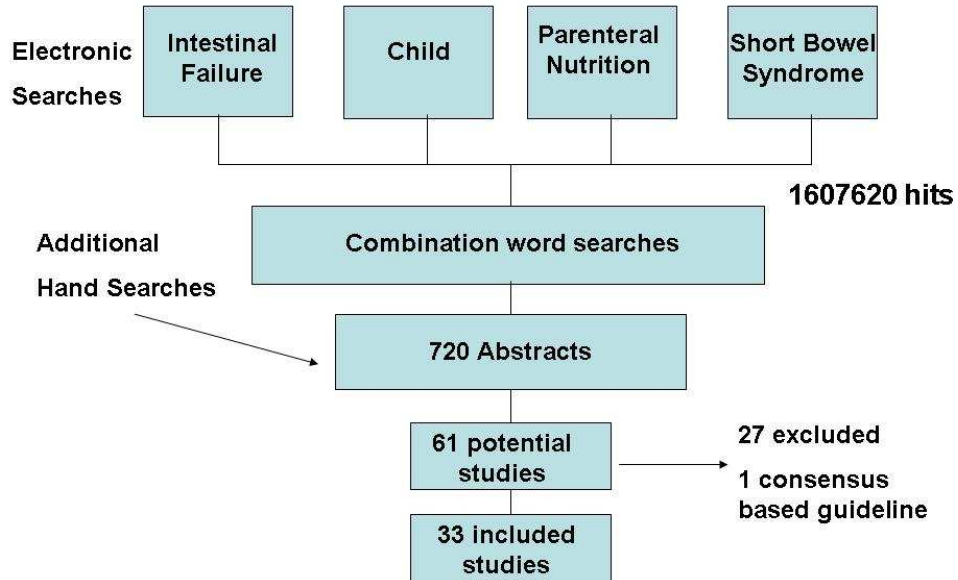 Electronic
Searches
Intestinal
Failure
Child
Parenteral
Nutrition
Short Bowel
Syndrome
1607620 hits
Combination word searches
Additional
Hand Searches
720 Abstracts
61 potential
studies
27 excluded
1 consensus
based guideline
33 included
studies